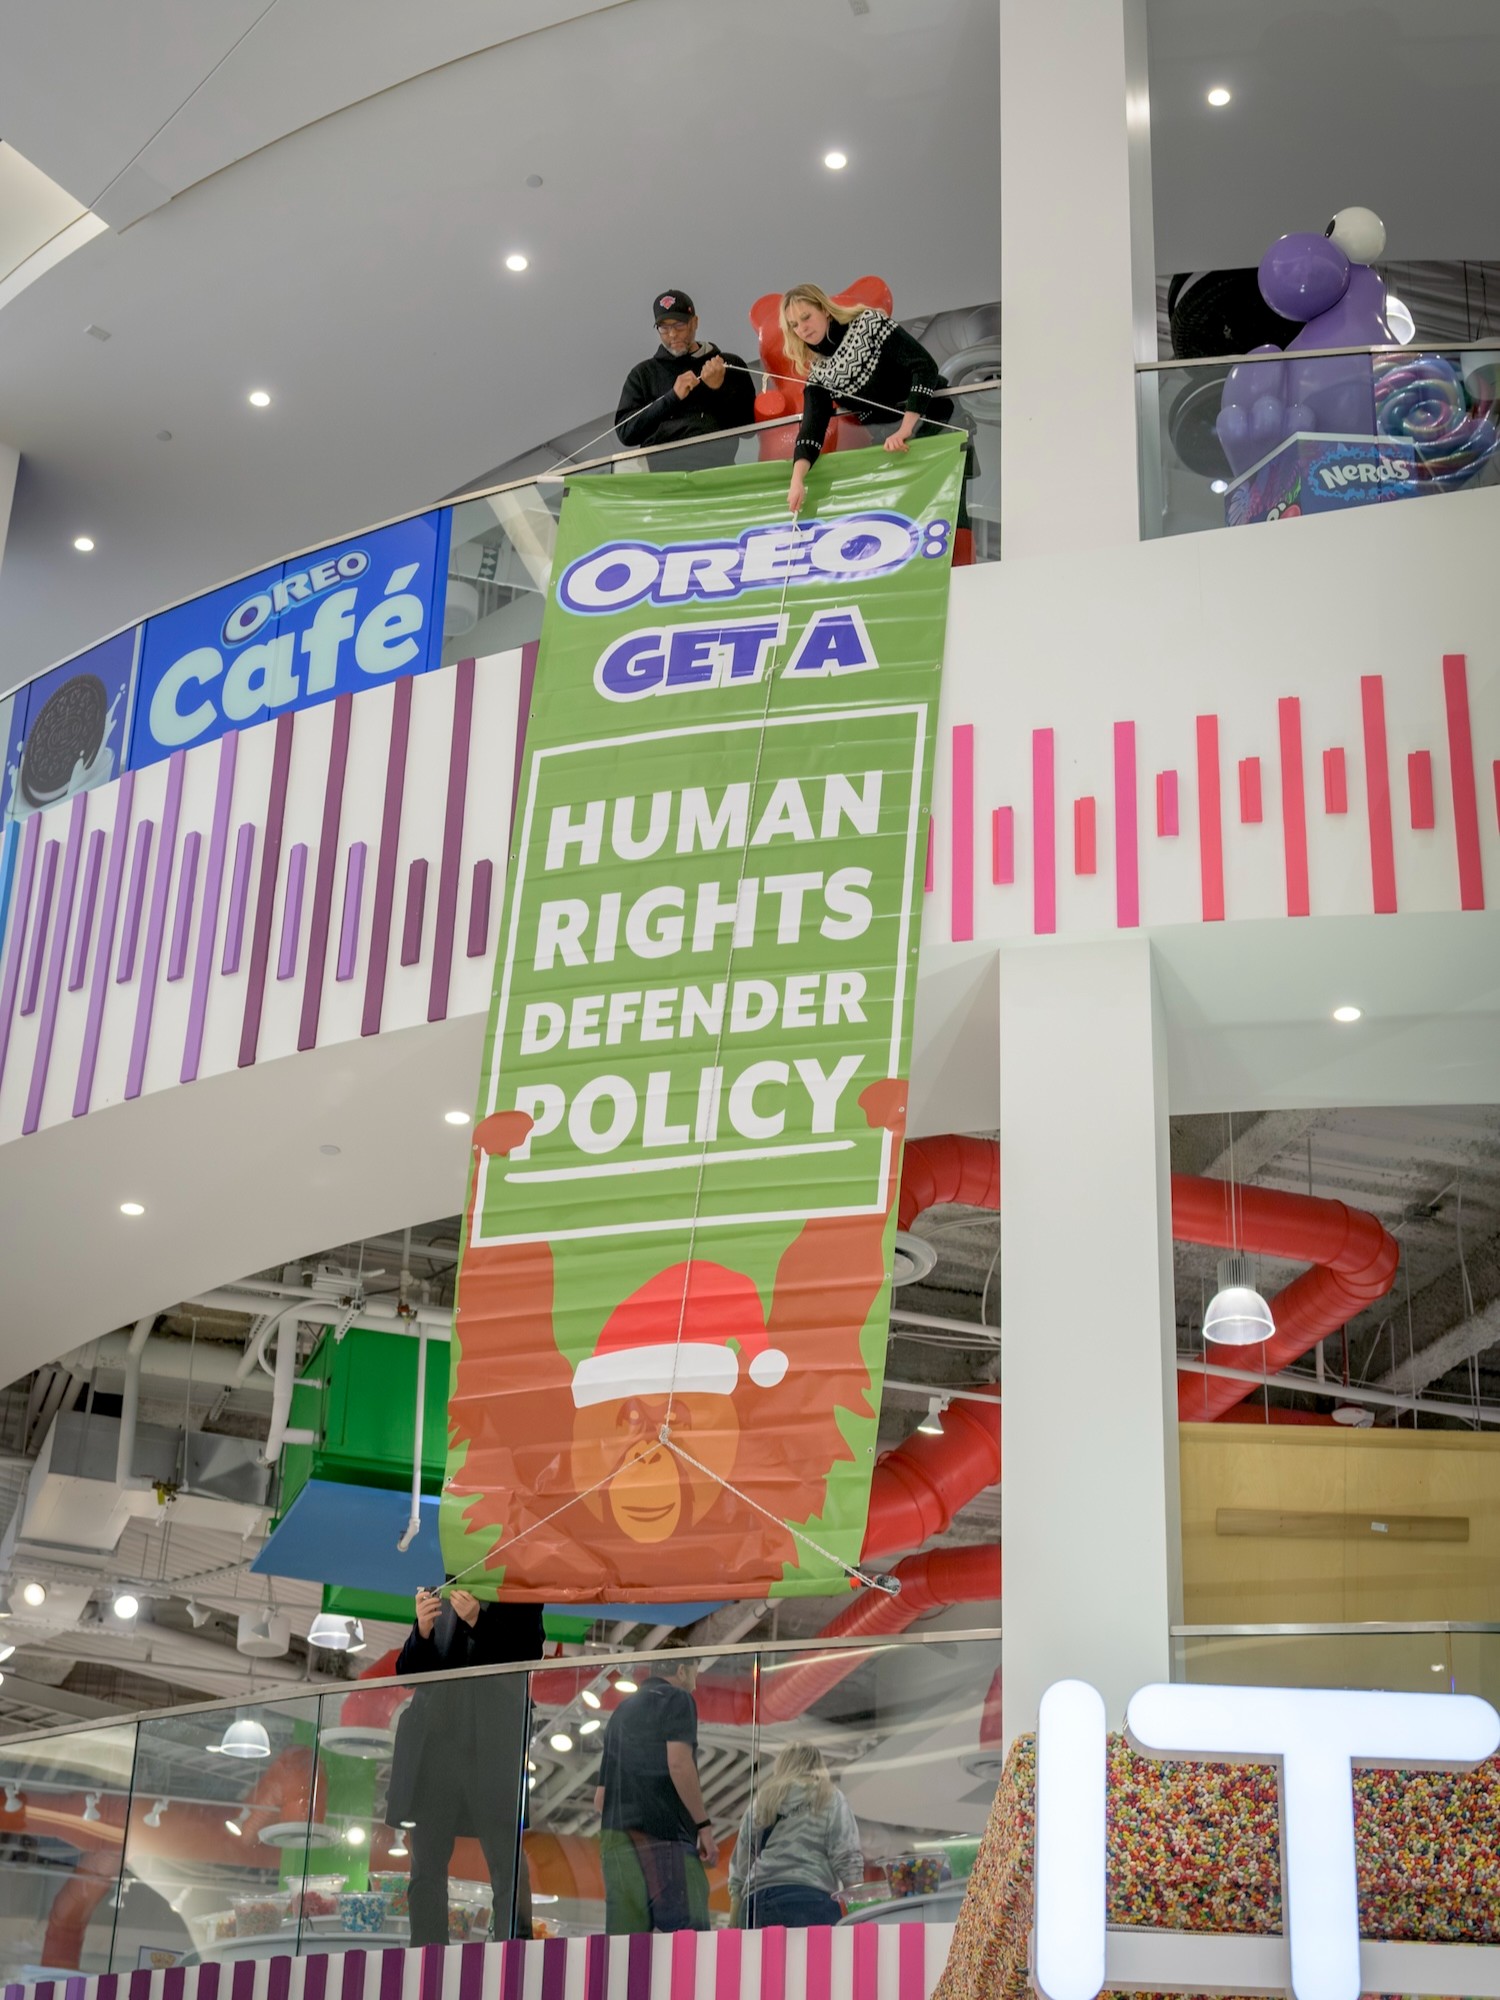 NERDS
OREO
Café
OREO:
GET A
HUMAN
RIGHTS
DEFENDER
POLICY
IT